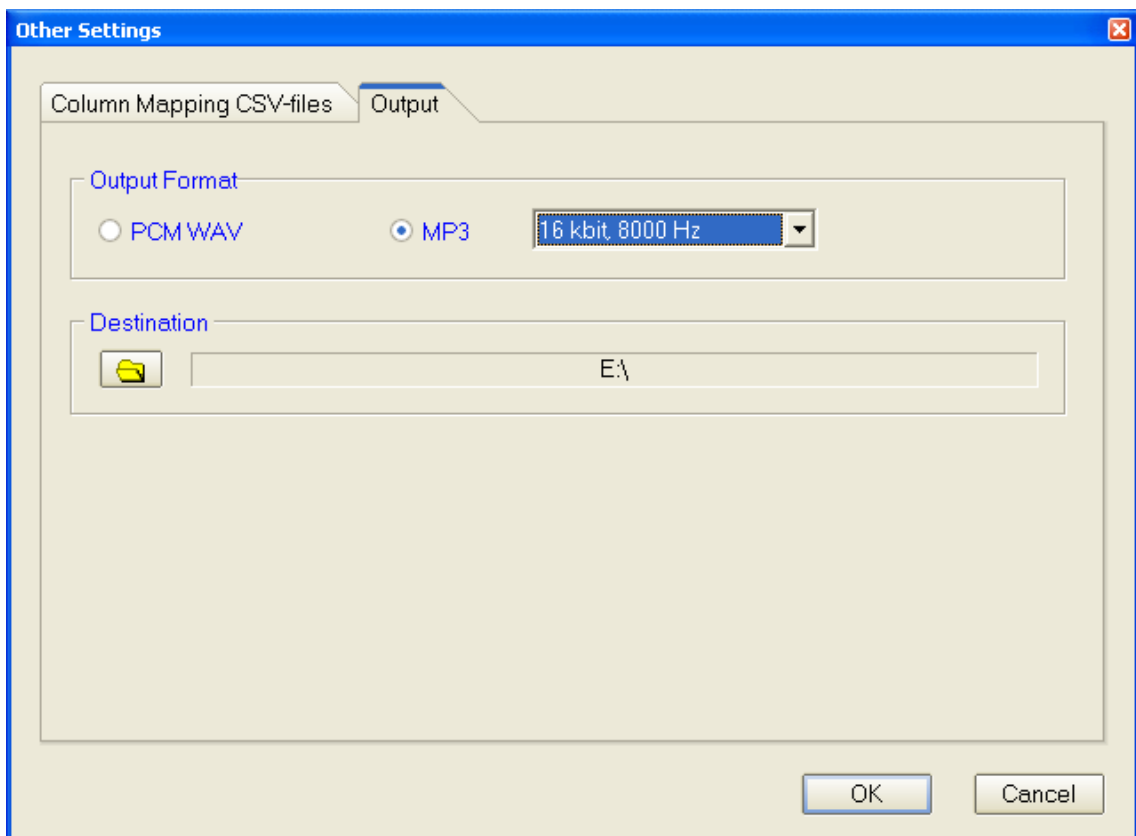 Other Settings
Column Mapping CSV-files
Output
Output Format
PCM WAV
MP3
16 kbit, 8000 Hz
Destination
E:\
OK
Cancel